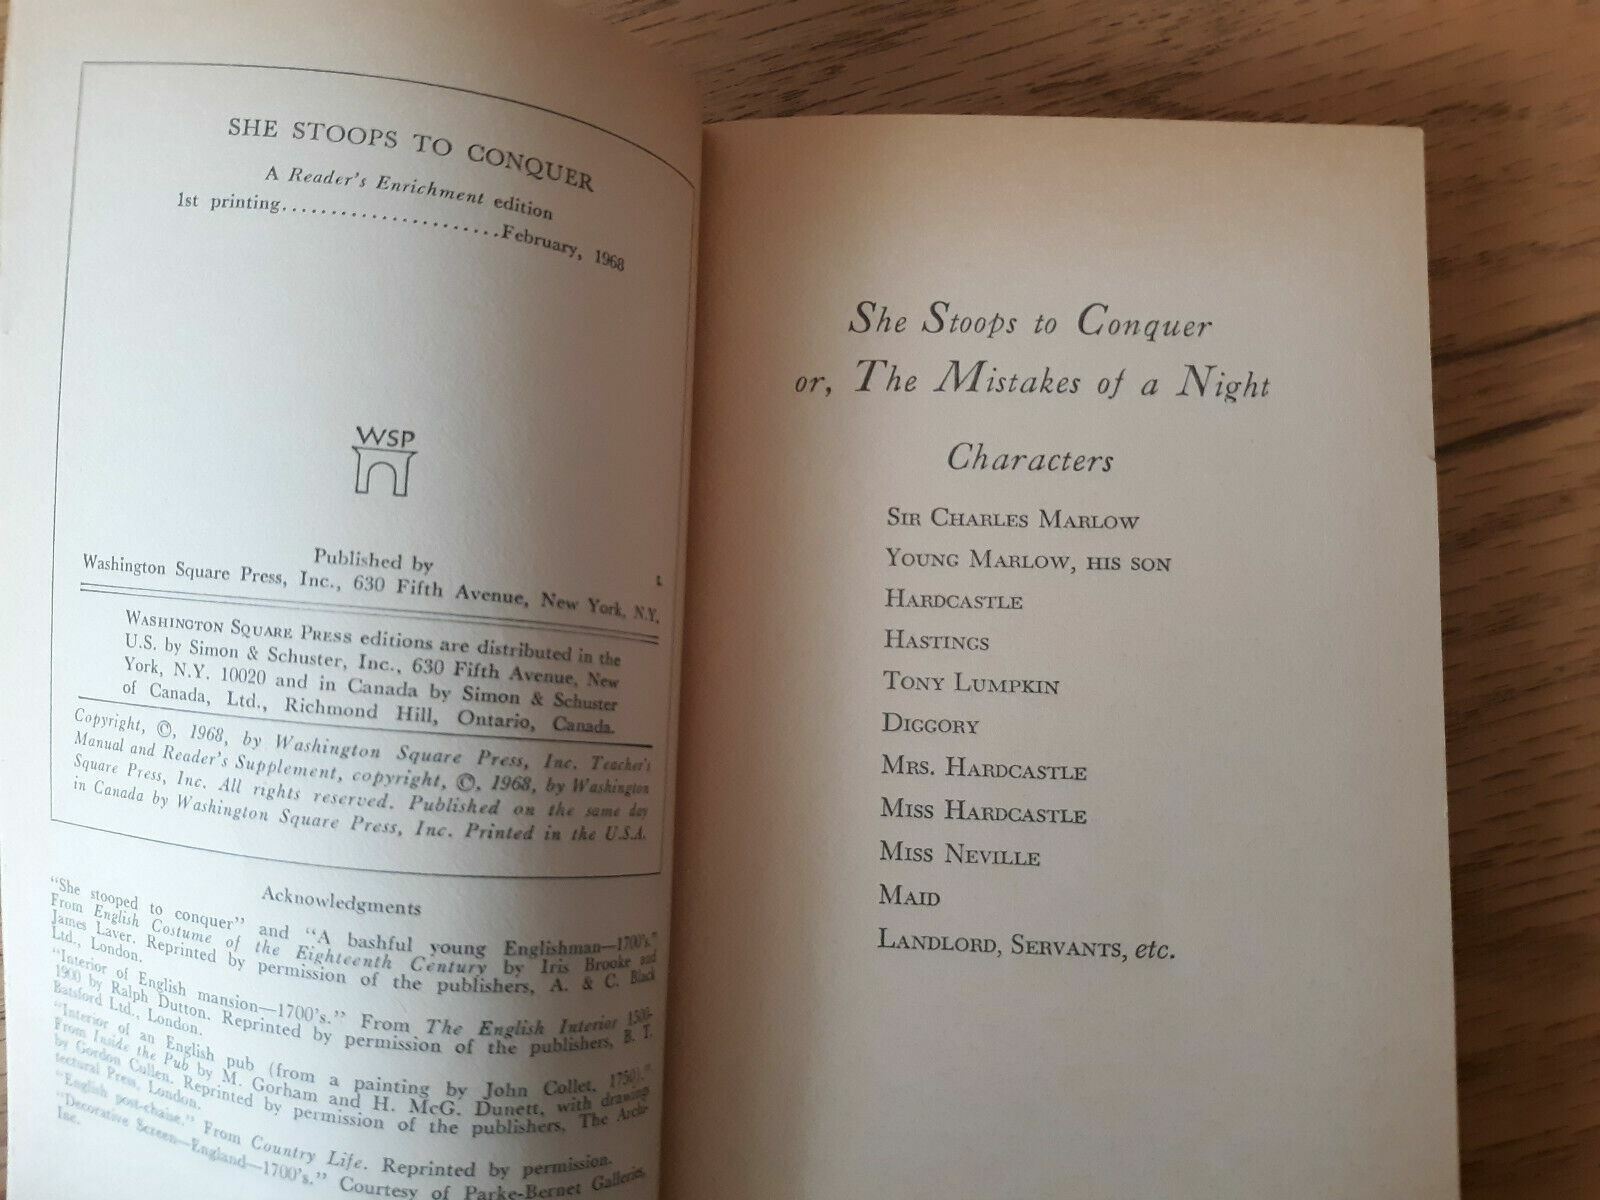 SHE STOOPS TO CONQUER
A Reader's Enrichment edition
1st printing......................February, 1968
WSP
Published by
Washington Square Press, Inc., 630 Fifth Avenue, New York, N.Y.
L
WASHINGTON SQUARE PRESS editions are distributed in the
U.S. by Simon & Schuster, Inc., 630 Fifth Avenue, New
York, N.Y. 10020 and in Canada by Simon & Schuster
of Canada, Ltd., Richmond Hill, Ontario, Canada.
Copyright, ©, 1968, by Washington Square Press, Inc. Teacher's
Manual and Reader's Supplement, copyright, ©, 1968, by Washington
Square Press, Inc. All rights reserved. Published on the same day
in Canada by Washington Square Press, Inc. Printed in the U.S.A.
Acknowledgments
"She stooped to conquer" and "A bashful young Englishman—1700's."
From English Costume of the Eighteenth Century by Iris Brooke and
James Laver. Reprinted by permission of the publishers, A. & C. Black
Ltd., London.
"Interior of English mansion—1700's." From The English Interior 1500-
1900 by Ralph Dutton. Reprinted by permission of the publishers, B. T.
Batsford Ltd., London.
"Interior of an English pub (from a painting by John Collet, 1750)."
From Inside the Pub by M. Gorham and H. McG. Dunett, with drawings
by Gordon Cullen. Reprinted by permission of the publishers, The Archi-
tectural Press, London.
"English post-chaise." From Country Life. Reprinted by permission.
"Decorative Screen—England—1700's." Courtesy of Parke-Bernet Galleries,
Inc.
She Stoops to Conquer
or, The Mistakes of a Night
Characters
SIR CHARLES MARLOW
YOUNG MARLOW, HIS SON
HARDCASTLE
HASTINGS
TONY LUMPKIN
DIGGORY
MRS. HARDCASTLE
MISS HARDCASTLE
MISS NEVILLE
MAID
LANDLORD, SERVANTS, etc.